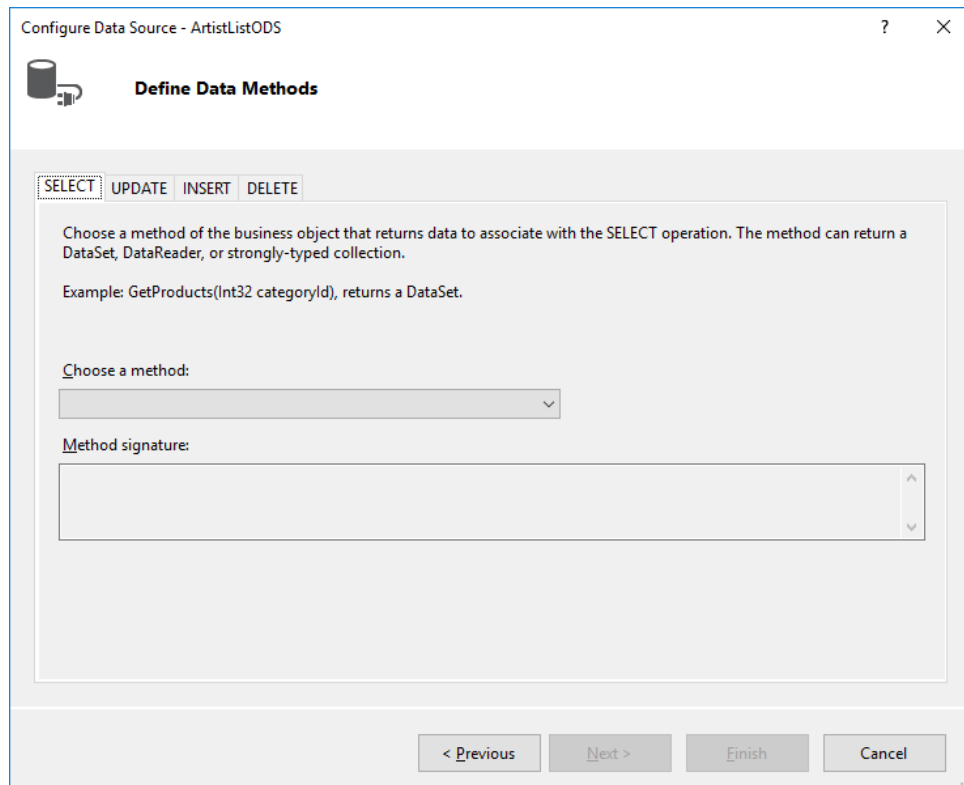 Configure Data Source - ArtistListODS
?
Define Data Methods
SELECT UPDATE INSERT DELETE
Choose a method of the business object that returns data to associate with the SELECT operation. The method can return a
DataSet, DataReader, or strongly-typed collection.
Example: GetProducts(Int32 categoryId), returns a DataSet.
Choose a method:
Method signature:
< Previous Next > Finish Cancel